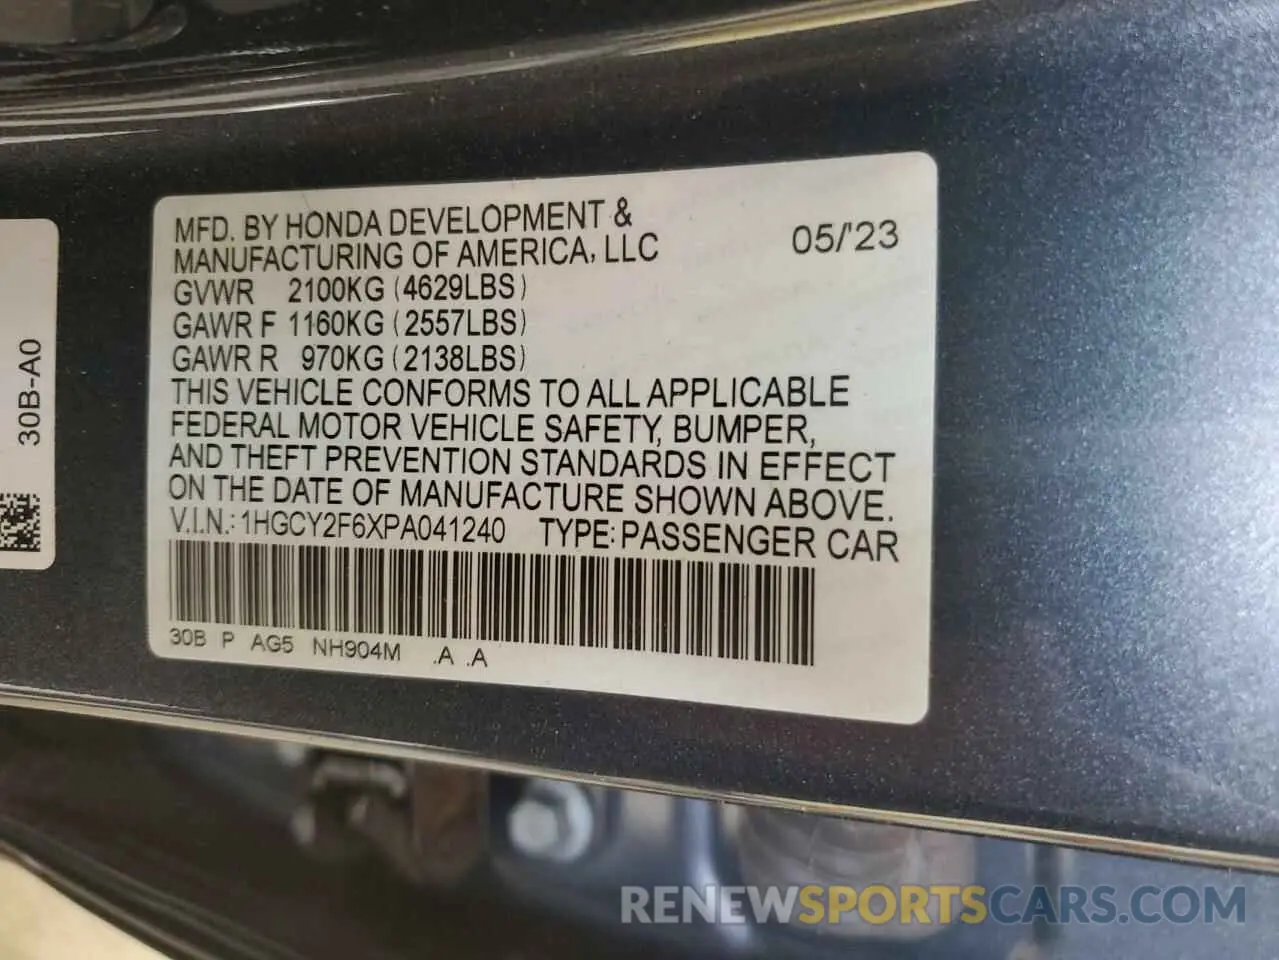 MFD. BY HONDA DEVELOPMENT &
MANUFACTURING OF AMERICA, LLC
05/'23
GVWR 2100KG (4629LBS)
GAWR F 1160KG (2557LBS)
GAWR R 970KG (2138LBS)
THIS VEHICLE CONFORMS TO ALL APPLICABLE
FEDERAL MOTOR VEHICLE SAFETY, BUMPER,
AND THEFT PREVENTION STANDARDS IN EFFECT
ON THE DATE OF MANUFACTURE SHOWN ABOVE.
V.I.N.: 1HGCY2F6XPA041240 TYPE: PASSENGER CAR
30B P AG5 NH904M .A .A
30B-A0
RENEWSPORTSCARS.COM